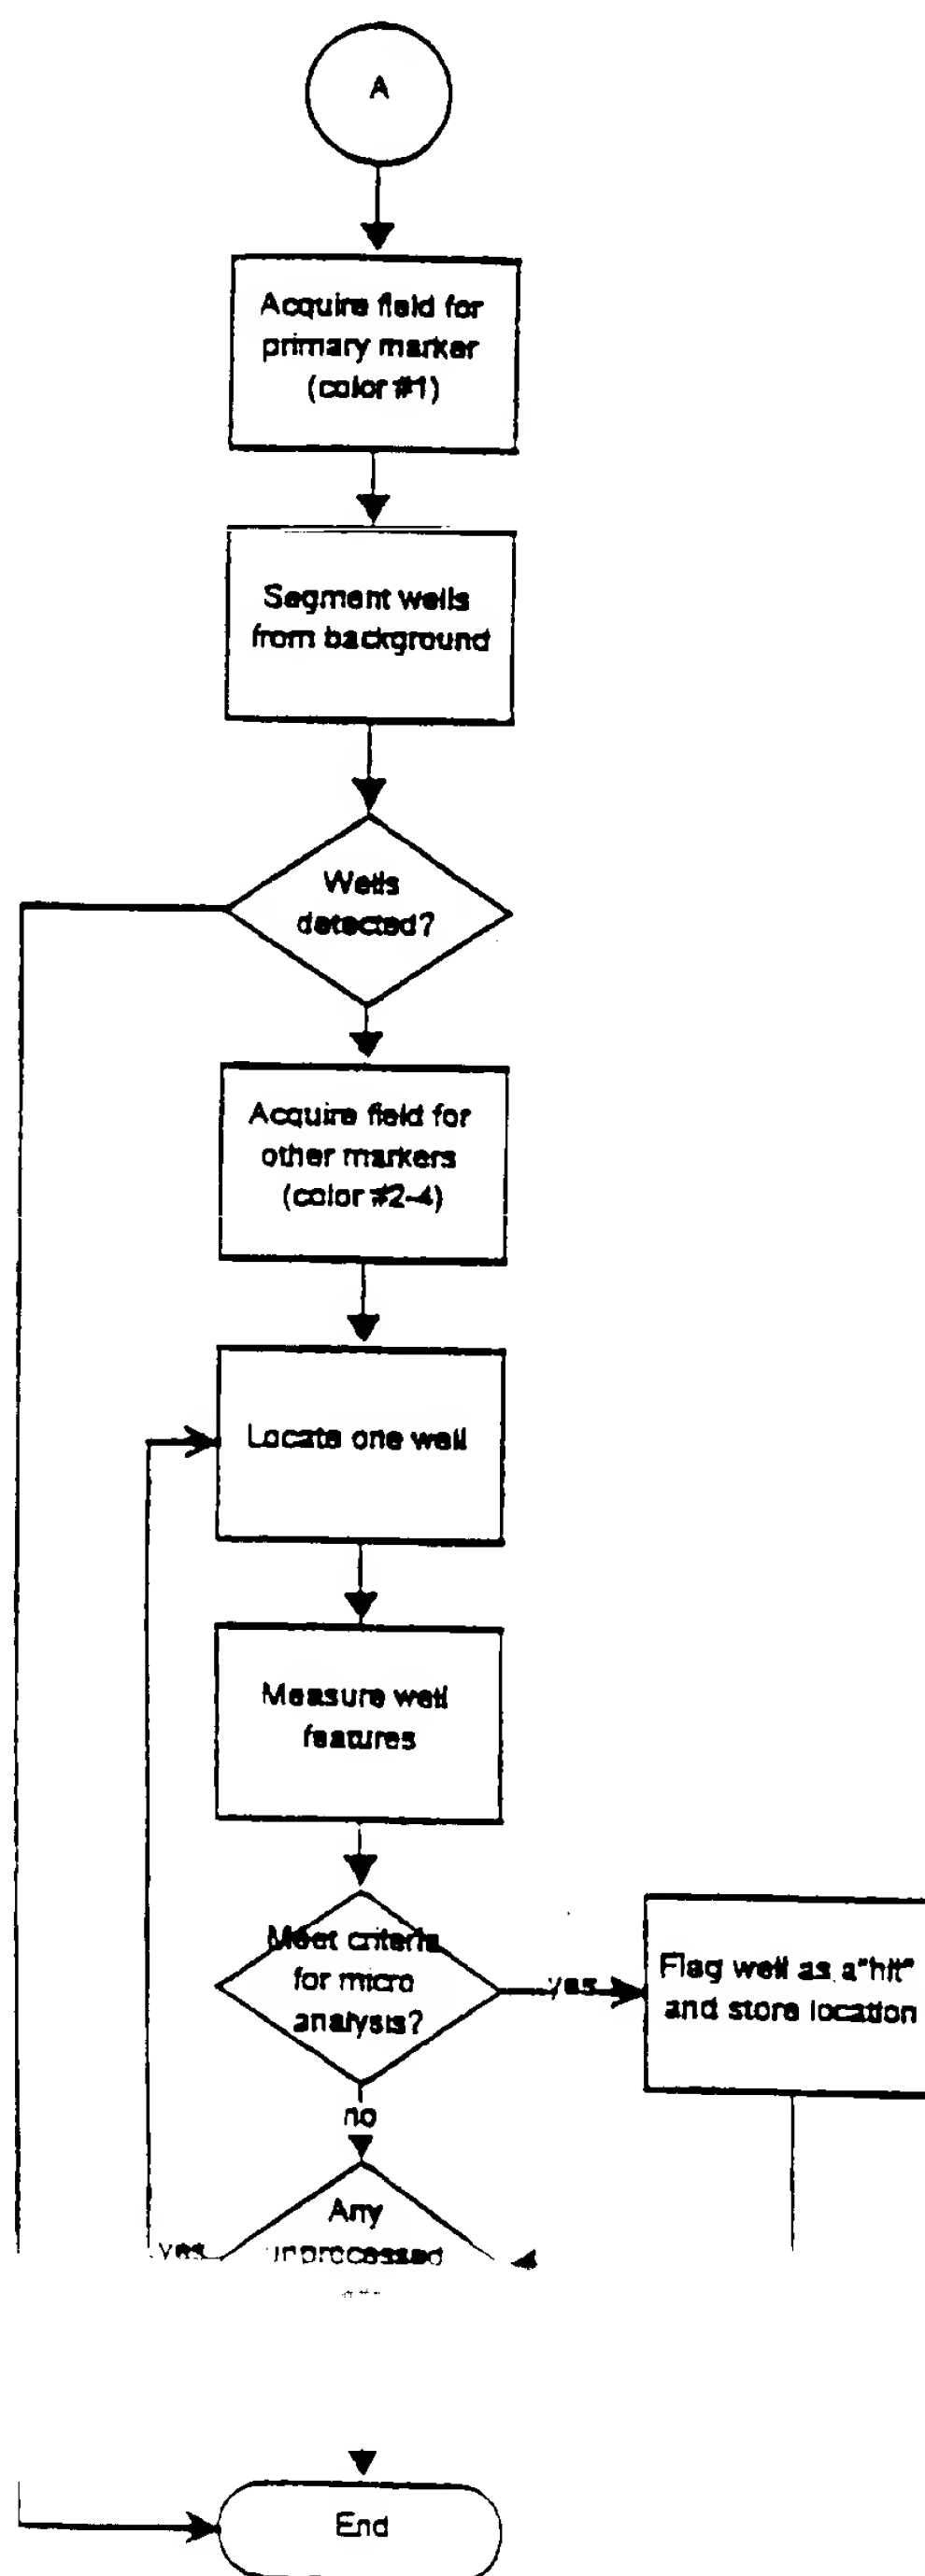 A
Acquire field for
primary marker
(color #1)
Segment wells
from background
Wells
detected?
Acquire field for
other markers
(color #2-4)
Locate one well
Measure well
features
Meet criteria
for micro
analysis?
yes
Flag well as a "hit"
and store location
no
Any
yes
unprocessed
End